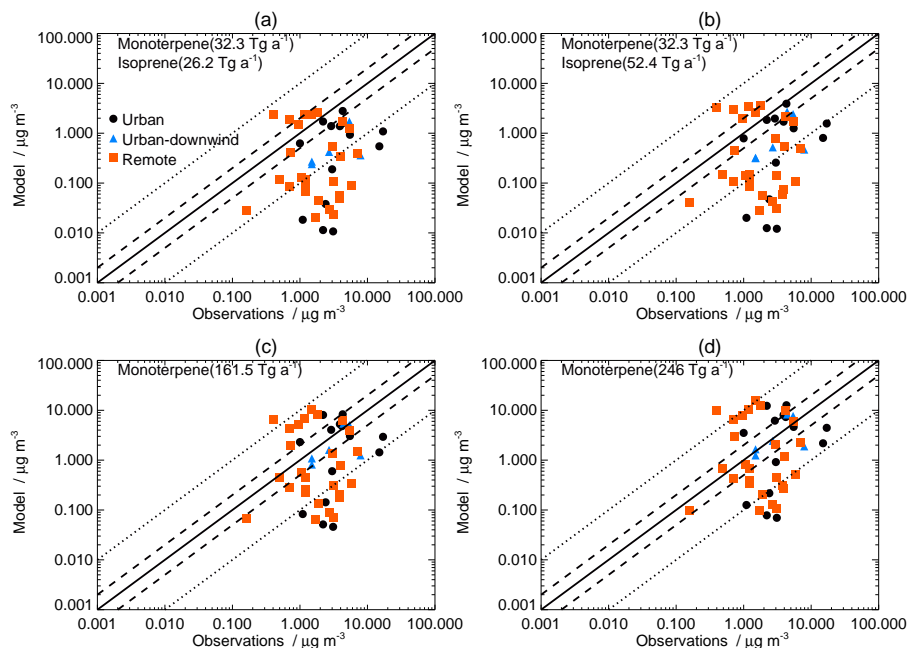 (a)
100.000
10.000
1.000
0.100
0.010
0.001
Model / µg m⁻³
Monoterpene(32.3 Tg a⁻¹)
Isoprene(26.2 Tg a⁻¹)
Urban
Urban-downwind
Remote
0.001 0.010 0.100 1.000 10.000 100.000
Observations / µg m⁻³
(b)
100.000
10.000
1.000
0.100
0.010
0.001
Model / µg m⁻³
Monoterpene(32.3 Tg a⁻¹)
Isoprene(52.4 Tg a⁻¹)
0.001 0.010 0.100 1.000 10.000 100.000
Observations / µg m⁻³
(c)
100.000
10.000
1.000
0.100
0.010
0.001
Model / µg m⁻³
Monoterpene(161.5 Tg a⁻¹)
0.001 0.010 0.100 1.000 10.000 100.000
Observations / µg m⁻³
(d)
100.000
10.000
1.000
0.100
0.010
0.001
Model / µg m⁻³
Monoterpene(246 Tg a⁻¹)
0.001 0.010 0.100 1.000 10.000 100.000
Observations / µg m⁻³